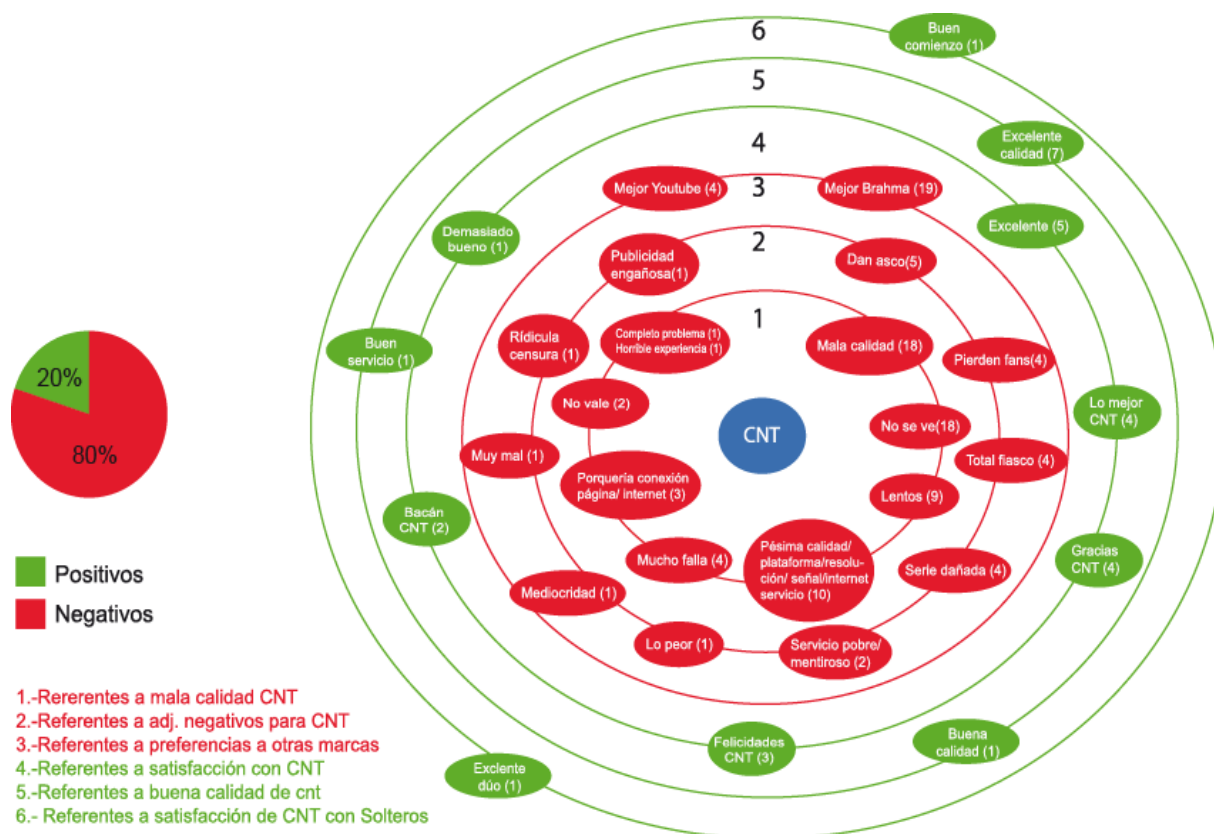 6
Buen
comienzo (1)
5
Excelente
calidad (7)
4
Mejor Youtube (4)
3
Mejor Brahma (19)
Demasiado
bueno (1)
Excelente (5)
2
Publicidad
engañosa(1)
Dan asco(5)
1
Rídicula
censura (1)
Completo problema (1)
Horrible experiencia (1)
Mala calidad (18)
Pierden fans(4)
Buen
servicio (1)
20%
80%
No vale (2)
No se ve(18)
Lo mejor
CNT (4)
CNT
Muy mal (1)
Total fiasco (4)
Porquería conexión
página/ internet (3)
Lentos (9)
Bacán
CNT (2)
Mucho falla (4)
Pésima calidad/
plataforma/resolu-
ción/ señal/internet
servicio (10)
Serie dañada (4)
Gracias
CNT (4)
Mediocridad (1)
Lo peor (1)
Servicio pobre/
mentiroso (2)
Felicidades
CNT (3)
Buena
calidad (1)
Exclente
dúo (1)
Positivos
Negativos
1.-Rererentes a mala calidad CNT
2.-Referentes a adj. negativos para CNT
3.-Referentes a preferencias a otras marcas
4.-Referentes a satisfacción con CNT
5.-Referentes a buena calidad de cnt
6.- Referentes a satisfacción de CNT con Solteros